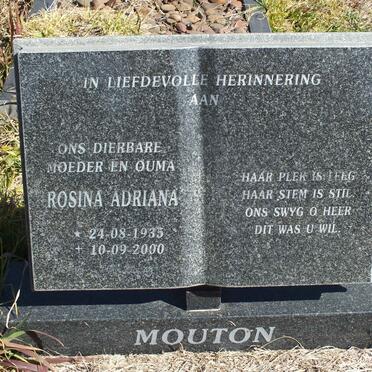 IN LIEFDEVOLLE HERINNERING
AAN
ONS DIERBARE
MOEDER EN OUMA
ROSINA ADRIANA
* 24-08-1935
† 10-09-2000
HAAR PLEK IS LEEG
HAAR STEM IS STIL
ONS SWYG O HEER
DIT WAS U WIL.
MOUTON